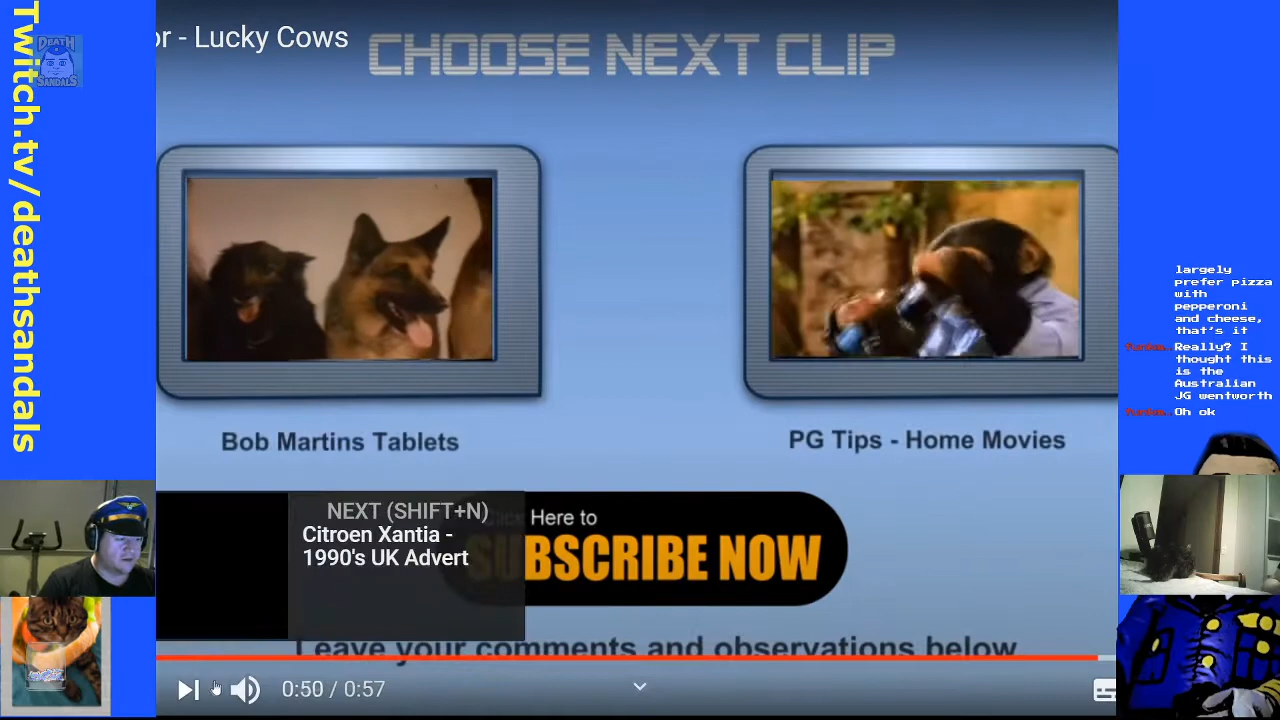 Twitch.tv/deathsandals
DEATH
SANDALS
or - Lucky Cows
CHOOSE NEXT CLIP
Bob Martins Tablets
PG Tips - Home Movies
NEXT (SHIFT+N)
Citroen Xantia -
1990's UK Advert
Click Here to
SUBSCRIBE NOW
Leave your comments and observations below
0:50 / 0:57
largely
prefer pizza
with
pepperoni
and cheese,
that's it
Really? I
thought this
is the
Australian
JG wentworth
Oh ok